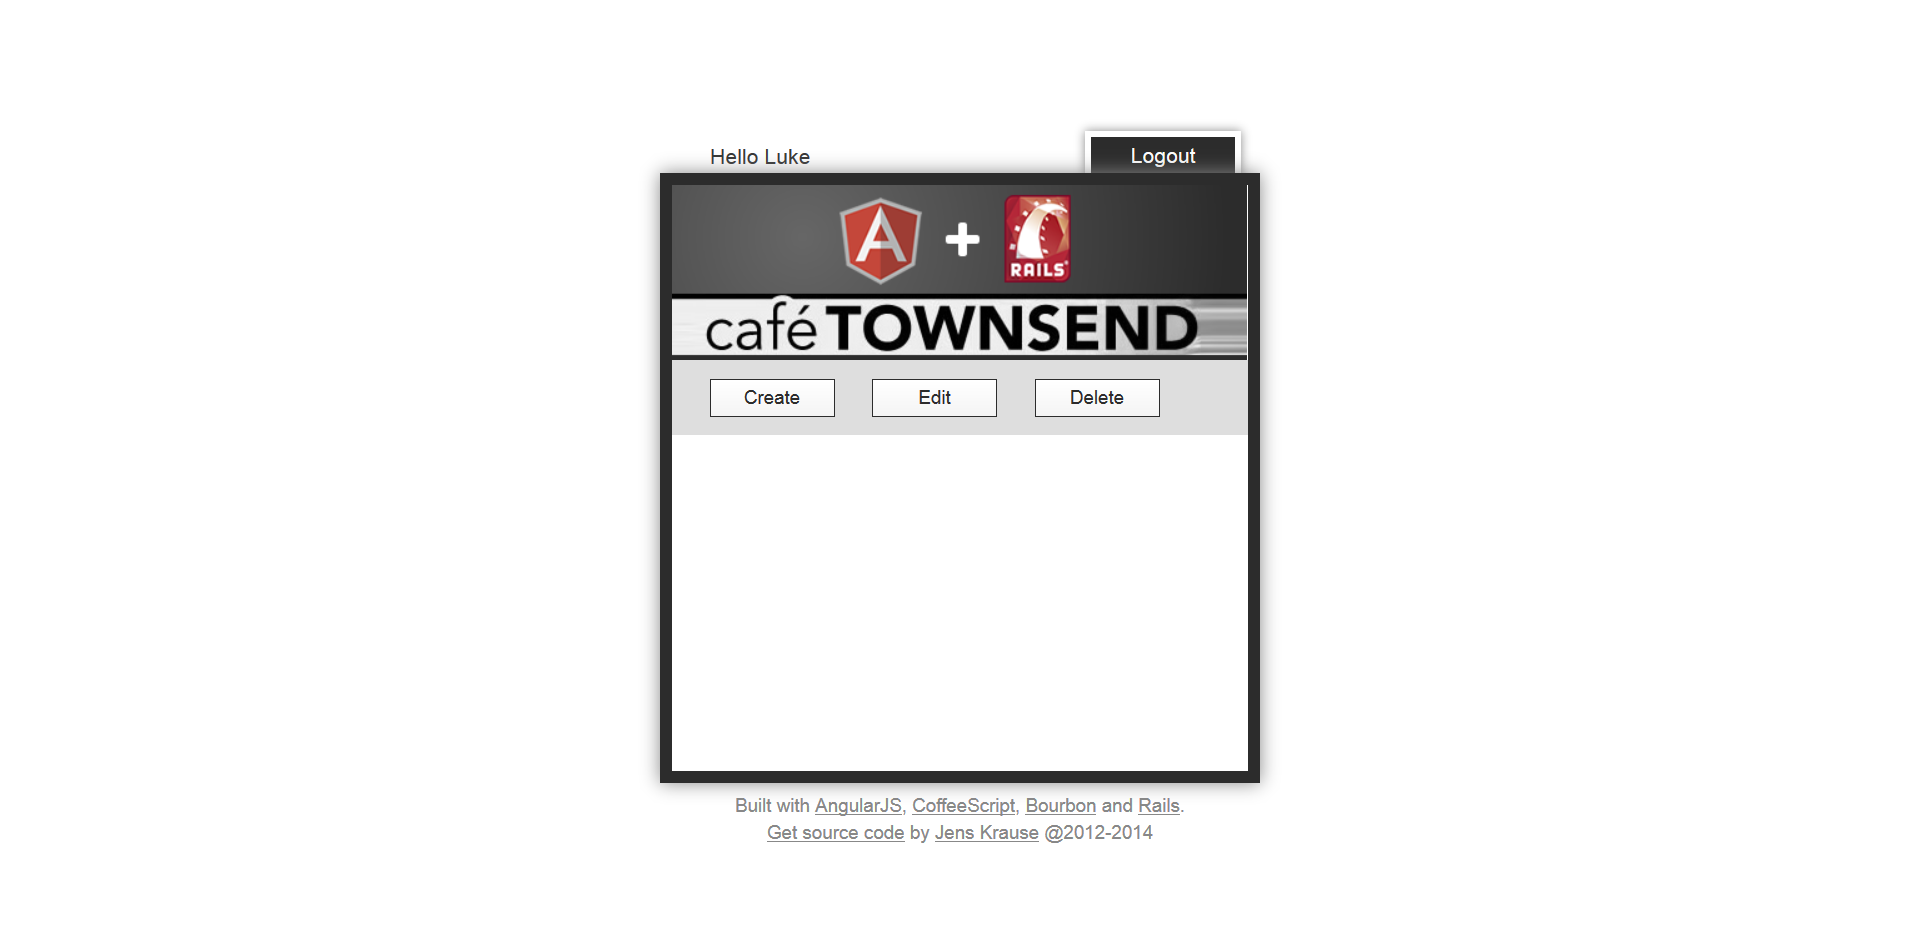 Hello Luke
Logout
RAILS
café TOWNSEND
Create
Edit
Delete
Built with AngularJS, CoffeeScript, Bourbon and Rails.
Get source code by Jens Krause @2012-2014